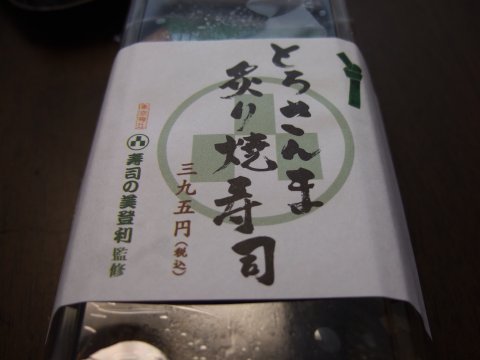 とろさんま
炙り焼寿司
三九五円(税込)
寿司の美登利 監修